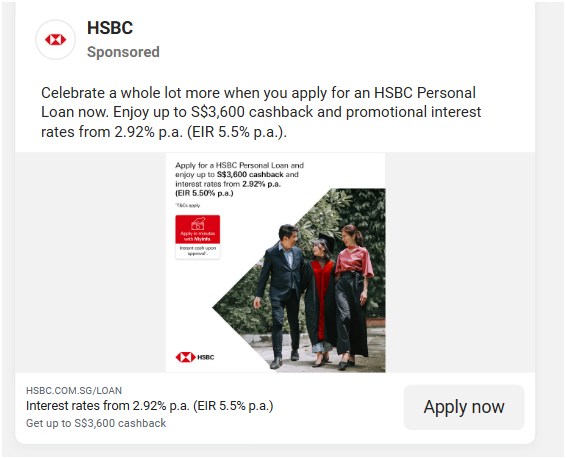 HSBC
Sponsored
Celebrate a whole lot more when you apply for an HSBC Personal
Loan now. Enjoy up to S$3,600 cashback and promotional interest
rates from 2.92% p.a. (EIR 5.5% p.a.).
Apply for a HSBC Personal Loan and
enjoy up to S$3,600 cashback and
interest rates from 2.92% p.a.
(EIR 5.50% p.a.)
*T&Cs apply.
Apply in minutes
with MyInfo
Instant cash upon
approval*.
HSBC
HSBC.COM.SG/LOAN
Interest rates from 2.92% p.a. (EIR 5.5% p.a.)
Get up to S$3,600 cashback
Apply now